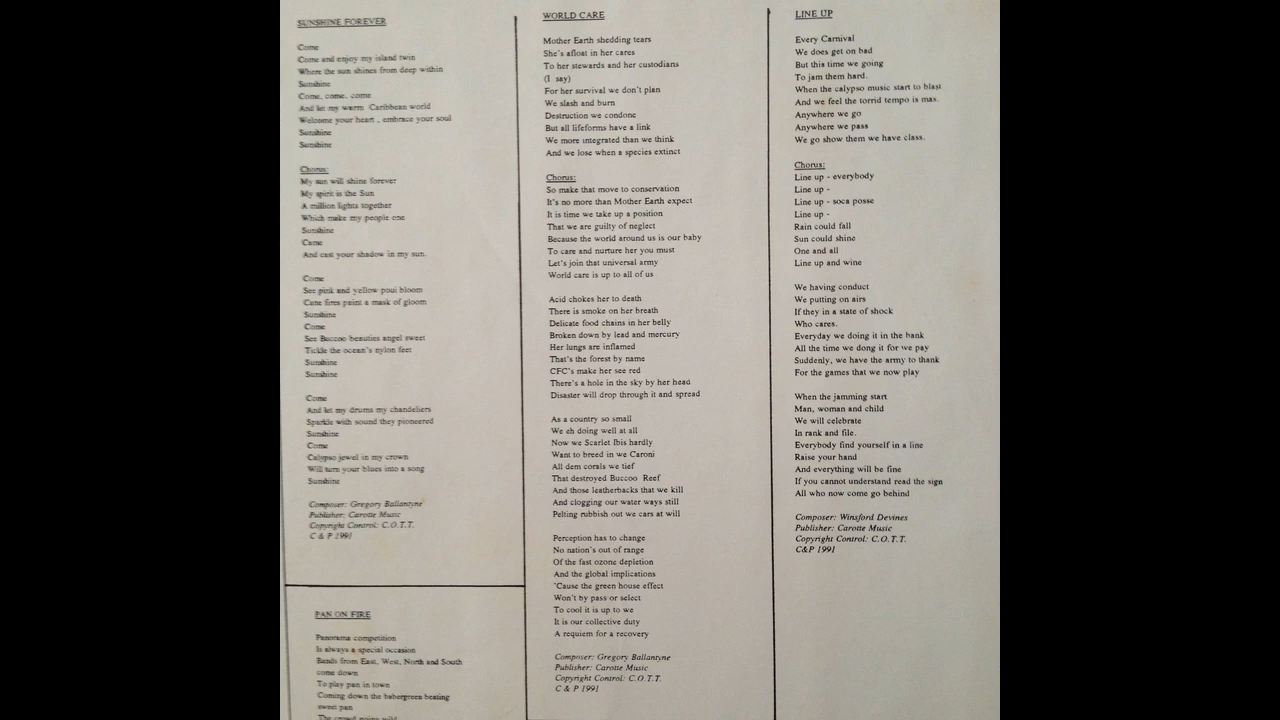 SUNSHINE FOREVER
Come
Come and enjoy my island twin
Where the sun shines from deep within
Sunshine
Come, come, come
And let my warm Caribbean world
Welcome your heart , embrace your soul
Sunshine
Sunshine
Chorus:
My sun will shine forever
My spirit is the Sun
A million lights together
Which make my people one
Sunshine
Came
And cast your shadow in my sun.
Come
See pink and yellow poui bloom
Cane fires paint a mask of gloom
Sunshine
Come
See Buccoo beauties angel sweet
Tickle the ocean's nylon feet
Sunshine
Sunshine
Come
And let my drums my chandeliers
Sparkle with sound they pioneered
Sunshine
Come
Calypso jewel in my crown
Will turn your blues into a song
Sunshine
Composer: Gregory Ballantyne
Publisher: Carotte Music
Copyright Control: C.O.T.T.
C & P 1991
PAN ON FIRE
Panorama competition
Is always a special occasion
Bands from East, West, North and South
come down
To play pan in town
Coming down the habergreen beating
sweet pan
The crowd going wild
WORLD CARE
Mother Earth shedding tears
She's afloat in her cares
To her stewards and her custodians
(I say)
For her survival we don't plan
We slash and burn
Destruction we condone
But all lifeforms have a link
We more integrated than we think
And we lose when a species extinct
Chorus:
So make that move to conservation
It's no more than Mother Earth expect
It is time we take up a position
That we are guilty of neglect
Because the world around us is our baby
To care and nurture her you must
Let's join that universal army
World care is up to all of us
Acid chokes her to death
There is smoke on her breath
Delicate food chains in her belly
Broken down by lead and mercury
Her lungs are inflamed
That's the forest by name
CFC's make her see red
There's a hole in the sky by her head
Disaster will drop through it and spread
As a country so small
We eh doing well at all
Now we Scarlet Ibis hardly
Want to breed in we Caroni
All dem corals we tief
That destroyed Buccoo Reef
And those leatherbacks that we kill
And clogging our water ways still
Pelting rubbish out we cars at will
Perception has to change
No nation's out of range
Of the fast ozone depletion
And the global implications
'Cause the green house effect
Won't by pass or select
To cool it is up to we
It is our collective duty
A requiem for a recovery
Composer: Gregory Ballantyne
Publisher: Carotte Music
Copyright Control: C.O.T.T.
C & P 1991
LINE UP
Every Carnival
We does get on bad
But this time we going
To jam them hard.
When the calypso music start to blast
And we feel the torrid tempo is mas.
Anywhere we go
Anywhere we pass
We go show them we have class.
Chorus:
Line up - everybody
Line up -
Line up - soca posse
Line up -
Rain could fall
Sun could shine
One and all
Line up and wine
We having conduct
We putting on airs
If they in a state of shock
Who cares.
Everyday we doing it in the bank
All the time we dong it for we pay
Suddenly, we have the army to thank
For the games that we now play
When the jamming start
Man, woman and child
We will celebrate
In rank and file.
Everybody find yourself in a line
Raise your hand
And everything will be fine
If you cannot understand read the sign
All who now come go behind
Composer: Winsford Devines
Publisher: Carotte Music
Copyright Control: C.O.T.T.
C&P 1991